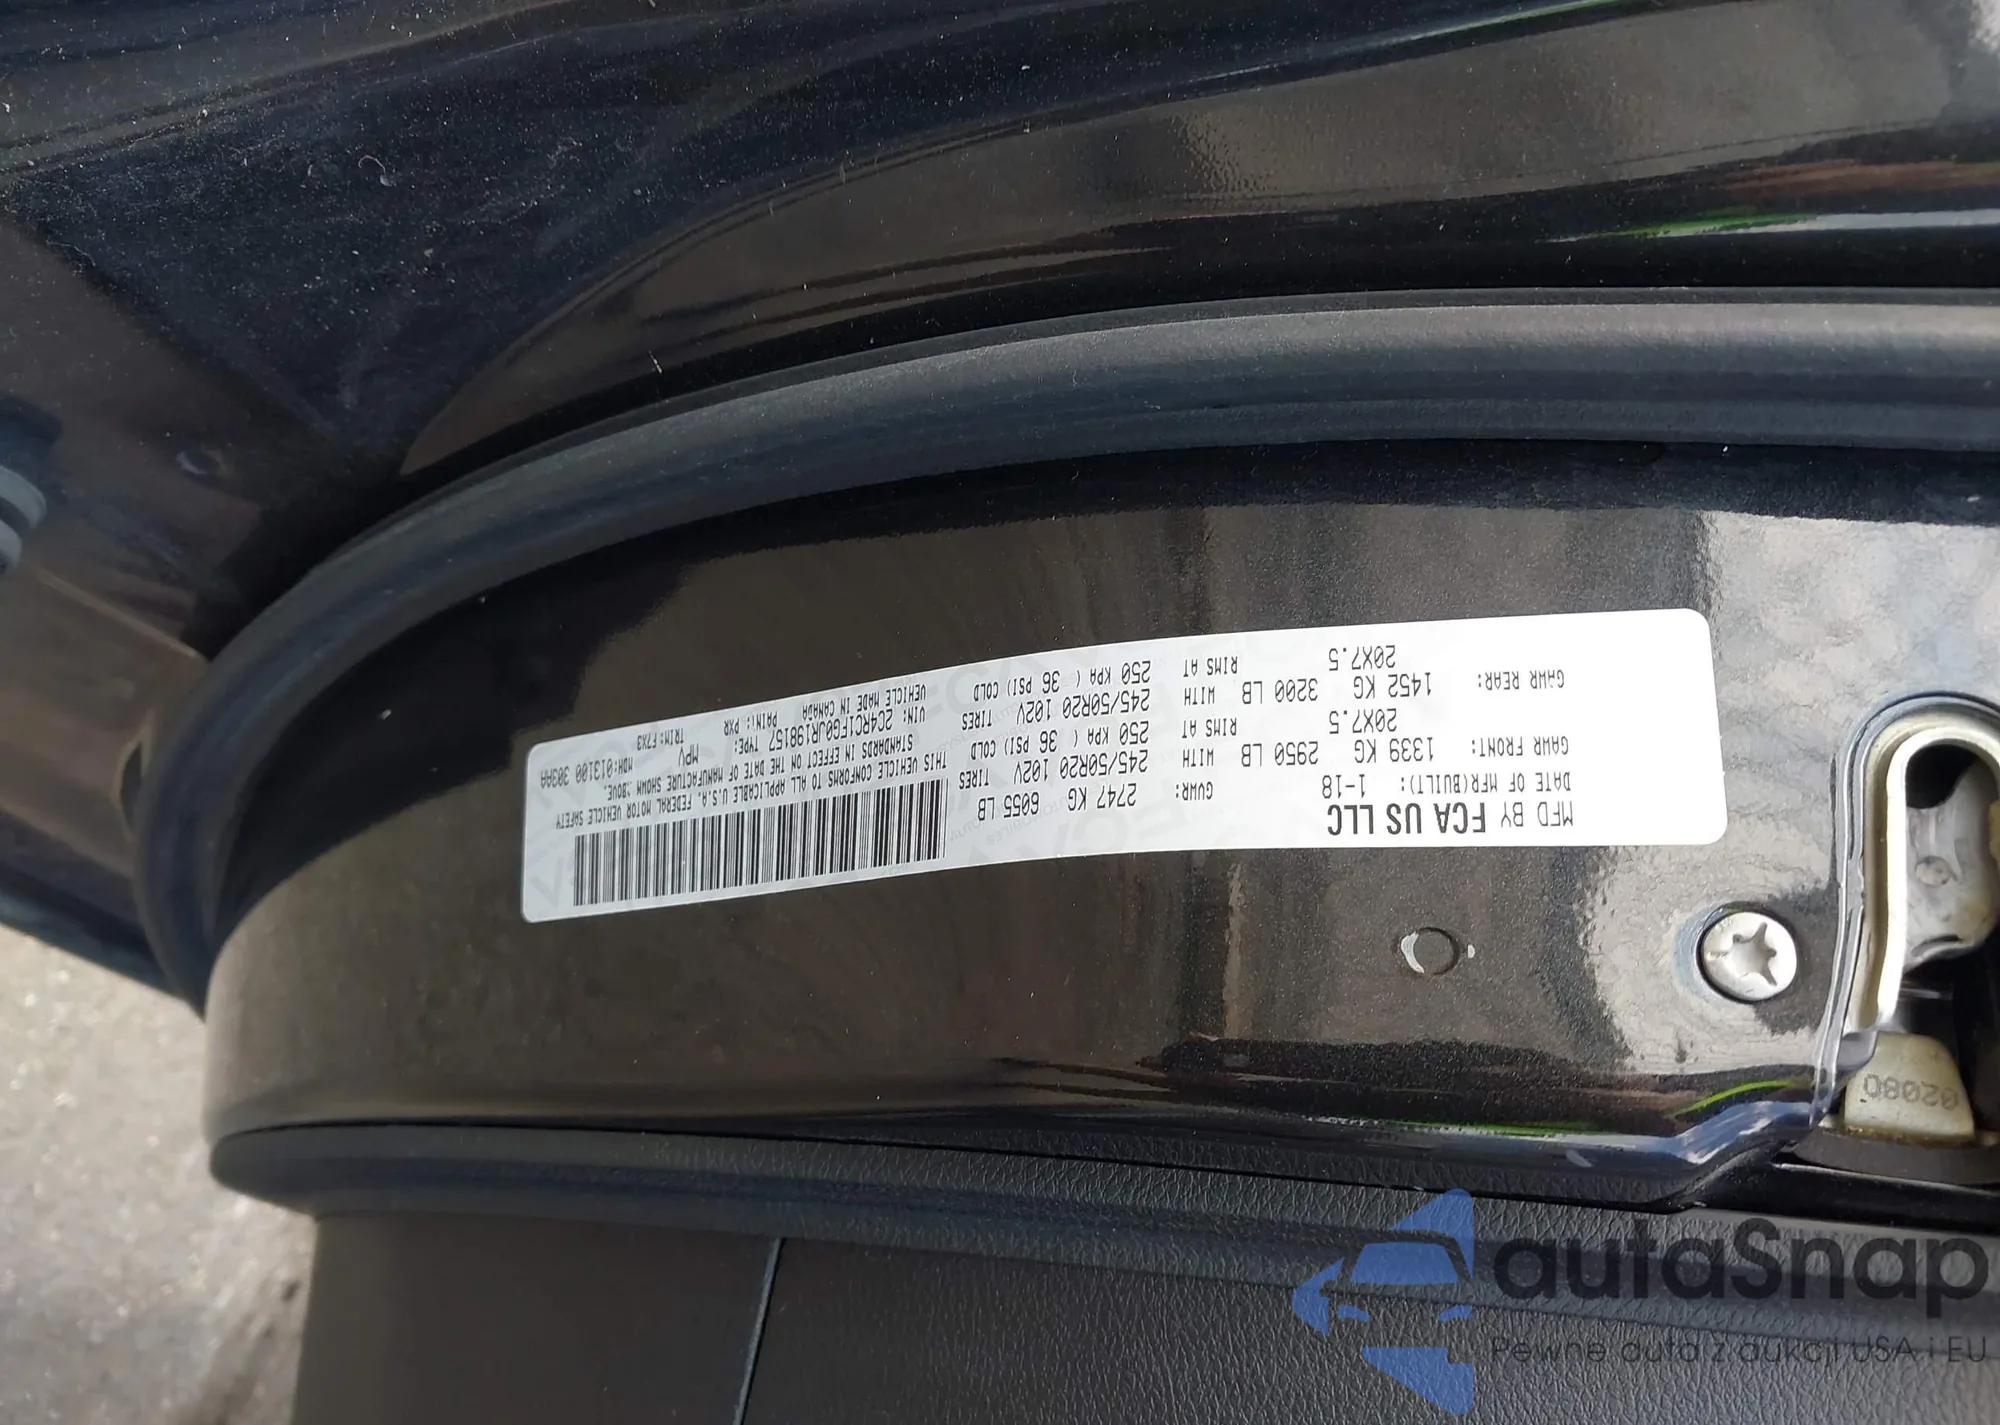 MFD BY FCA US LLC
DATE OF MFR(BUILT): 1-18 GVWR: 2747 KG 6055 LB
GAWR FRONT: 1339 KG 2950 LB WITH 245/50R20 102V TIRES
20X7.5 RIMS AT 250 KPA ( 36 PSI) COLD
GAWR REAR: 1452 KG 3200 LB WITH 245/50R20 102V TIRES
20X7.5 RIMS AT 250 KPA ( 36 PSI) COLD
THIS VEHICLE CONFORMS TO ALL APPLICABLE U.S.A. FEDERAL MOTOR VEHICLE SAFETY
STANDARDS IN EFFECT ON THE DATE OF MANUFACTURE SHOWN ABOVE.
VIN: 2C4RC1FG0JR198157 TYPE: MPV MDH:013100 303AA
VEHICLE MADE IN CANADA PAINT: PXR TRIM:F7X3
02080
autaSnap
Pewne auta z aukcji USA i EU